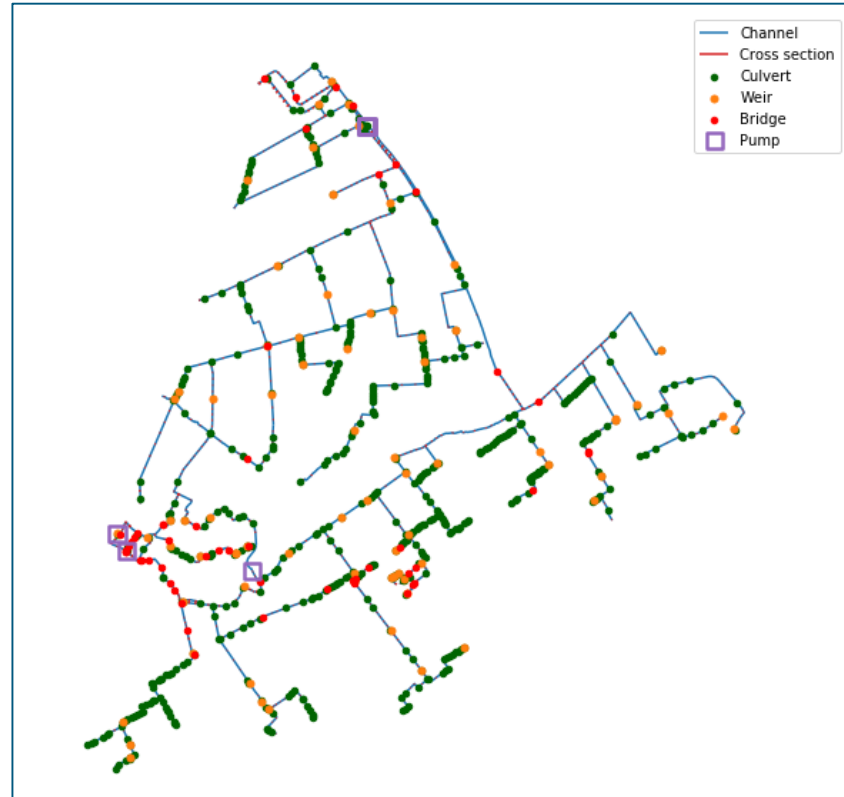 Channel
Cross section
Culvert
Weir
Bridge
Pump